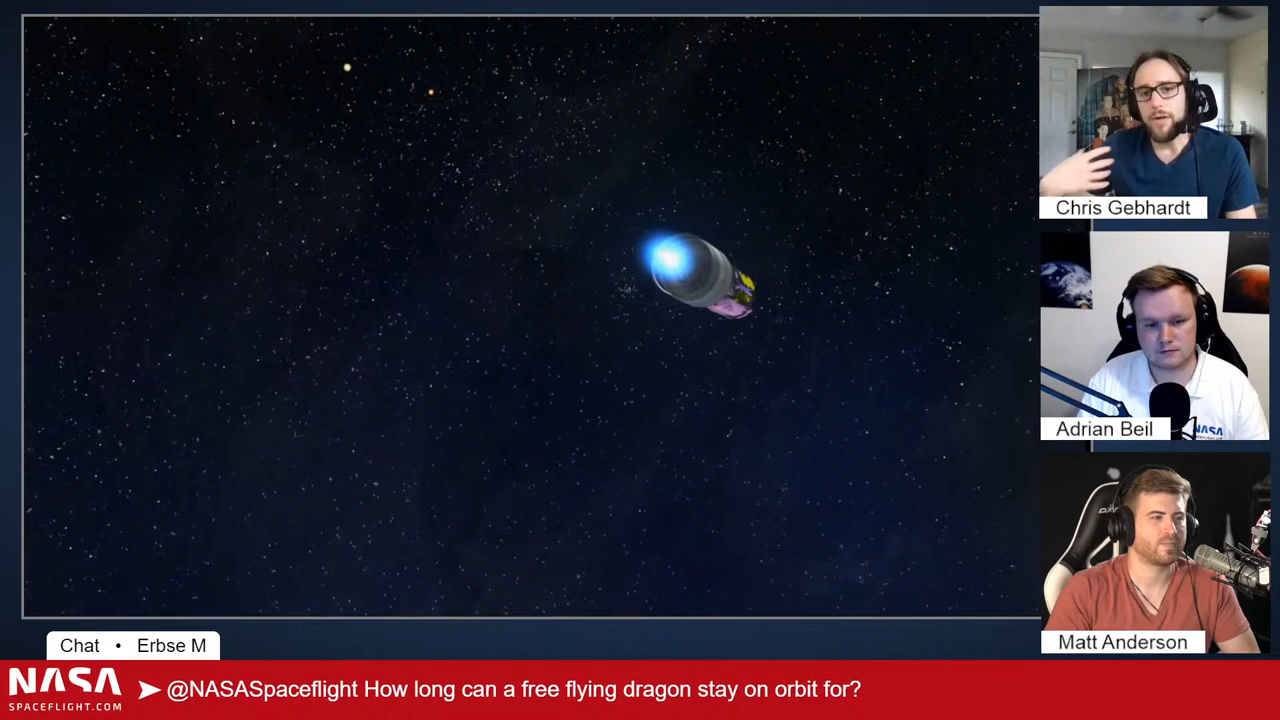 Chris Gebhardt
Adrian Beil
NASA
Matt Anderson
Chat • Erbse M
NASA
SPACEFLIGHT.COM
@NASASpaceflight How long can a free flying dragon stay on orbit for?